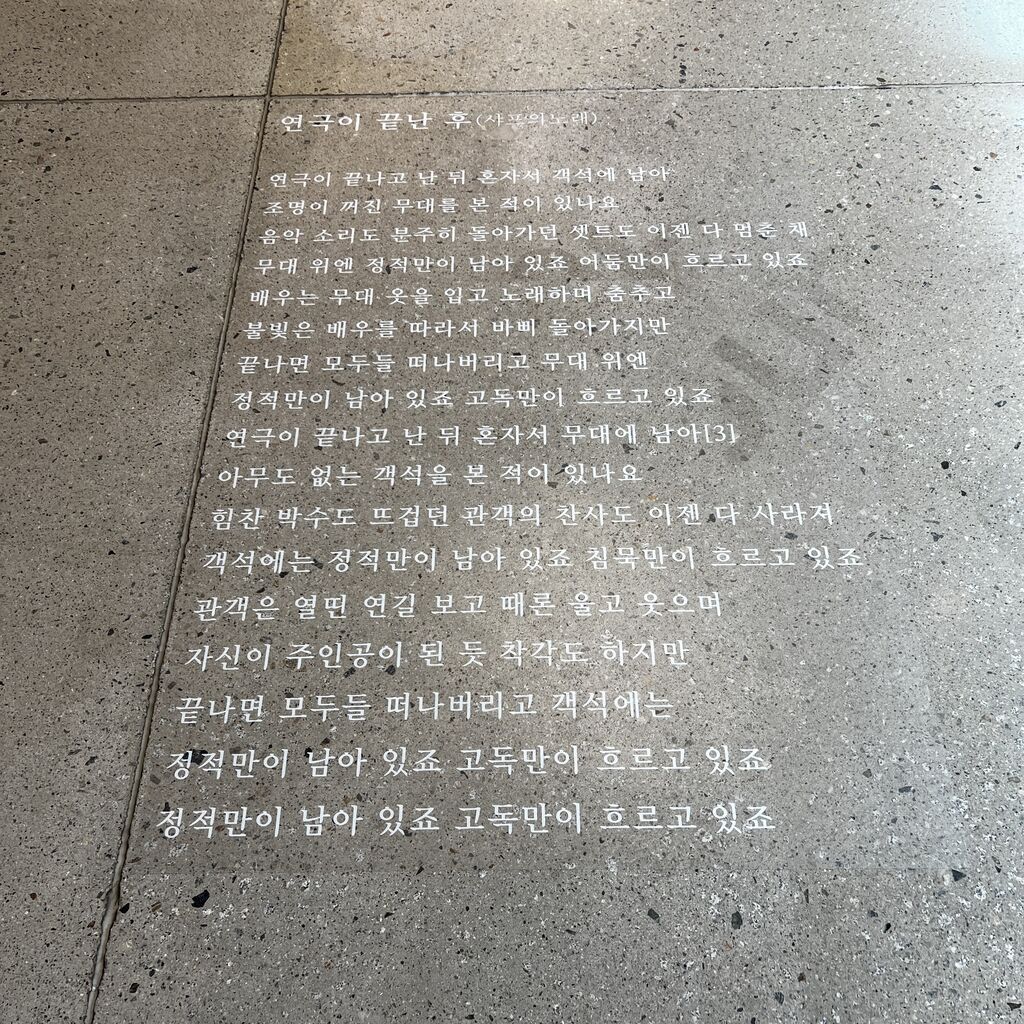 연극이 끝난 후(샤프의노래)
연극이 끝나고 난 뒤 혼자서 객석에 남아
조명이 꺼진 무대를 본 적이 있나요
음악 소리도 분주히 돌아가던 셋트도 이젠 다 멈춘 채
무대 위엔 정적만이 남아 있죠 어둠만이 흐르고 있죠
배우는 무대 옷을 입고 노래하며 춤추고
불빛은 배우를 따라서 바삐 돌아가지만
끝나면 모두들 떠나버리고 무대 위엔
정적만이 남아 있죠 고독만이 흐르고 있죠
연극이 끝나고 난 뒤 혼자서 무대에 남아[3]
아무도 없는 객석을 본 적이 있나요
힘찬 박수도 뜨겁던 관객의 찬사도 이젠 다 사라져
객석에는 정적만이 남아 있죠 침묵만이 흐르고 있죠
관객은 열띤 연길 보고 때론 울고 웃으며
자신이 주인공이 된 듯 착각도 하지만
끝나면 모두들 떠나버리고 객석에는
정적만이 남아 있죠 고독만이 흐르고 있죠
정적만이 남아 있죠 고독만이 흐르고 있죠